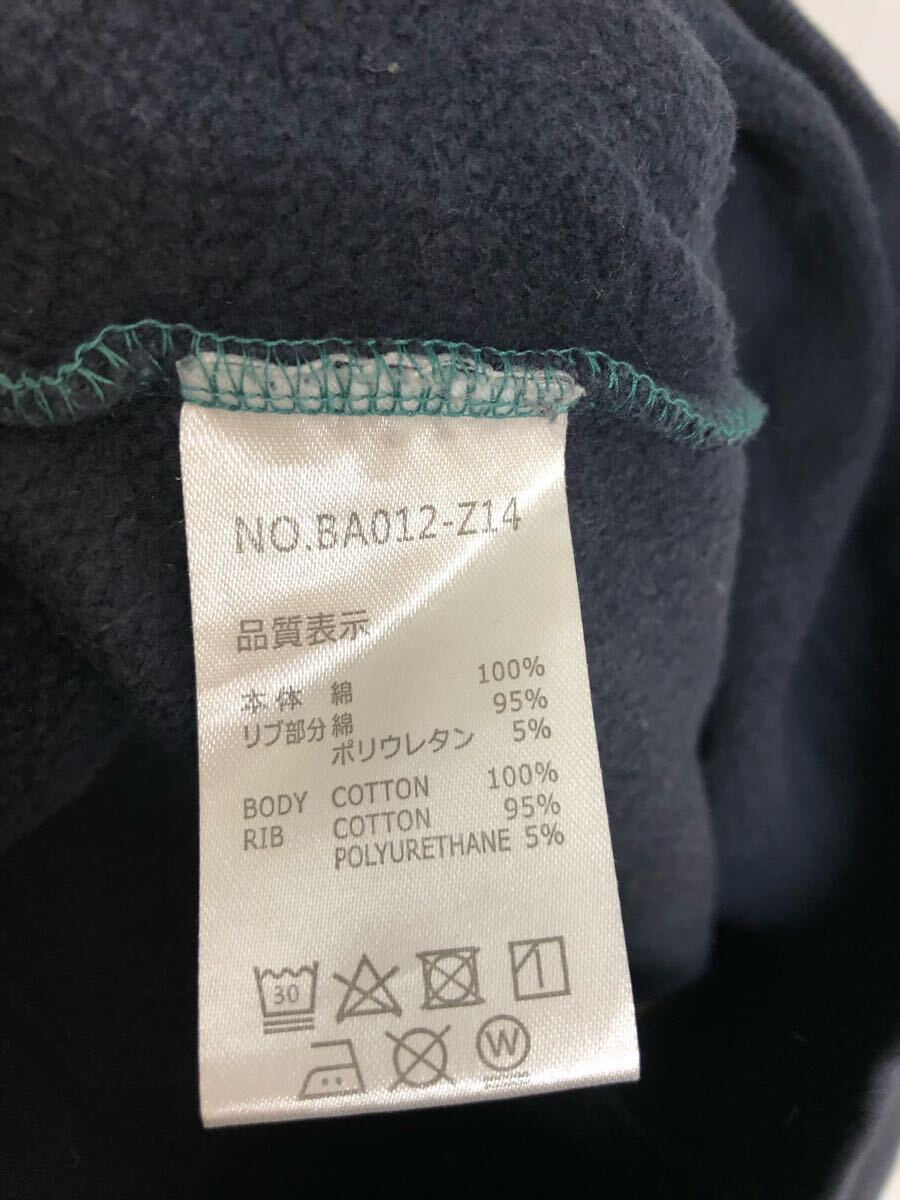 NO.BA012-Z14
品質表示
本体 綿 100%
リブ部分 綿 95%
ポリウレタン 5%
BODY COTTON 100%
RIB COTTON 95%
POLYURETHANE 5%
30
W